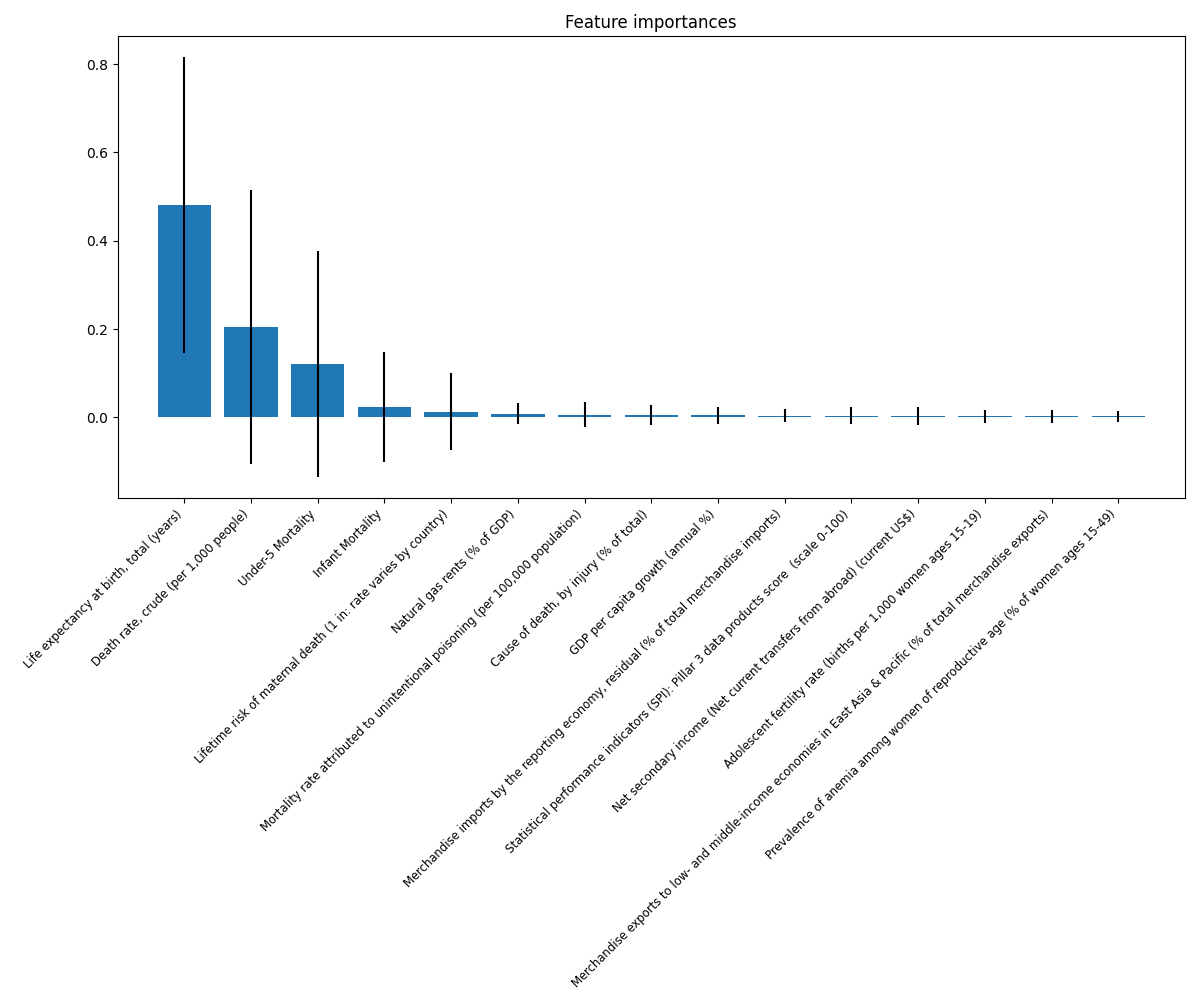 Feature importances
0.8
0.6
0.4
0.2
0.0
Life expectancy at birth, total (years)
Death rate, crude (per 1,000 people)
Under-5 Mortality
Infant Mortality
Lifetime risk of maternal death (1 in: rate varies by country)
Natural gas rents (% of GDP)
Mortality rate attributed to unintentional poisoning (per 100,000 population)
Cause of death, by injury (% of total)
GDP per capita growth (annual %)
Merchandise imports by the reporting economy, residual (% of total merchandise imports)
Statistical performance indicators (SPI): Pillar 3 data products score  (scale 0-100)
Net secondary income (Net current transfers from abroad) (current US$)
Adolescent fertility rate (births per 1,000 women ages 15-19)
Merchandise exports to low- and middle-income economies in East Asia & Pacific (% of total merchandise exports)
Prevalence of anemia among women of reproductive age (% of women ages 15-49)